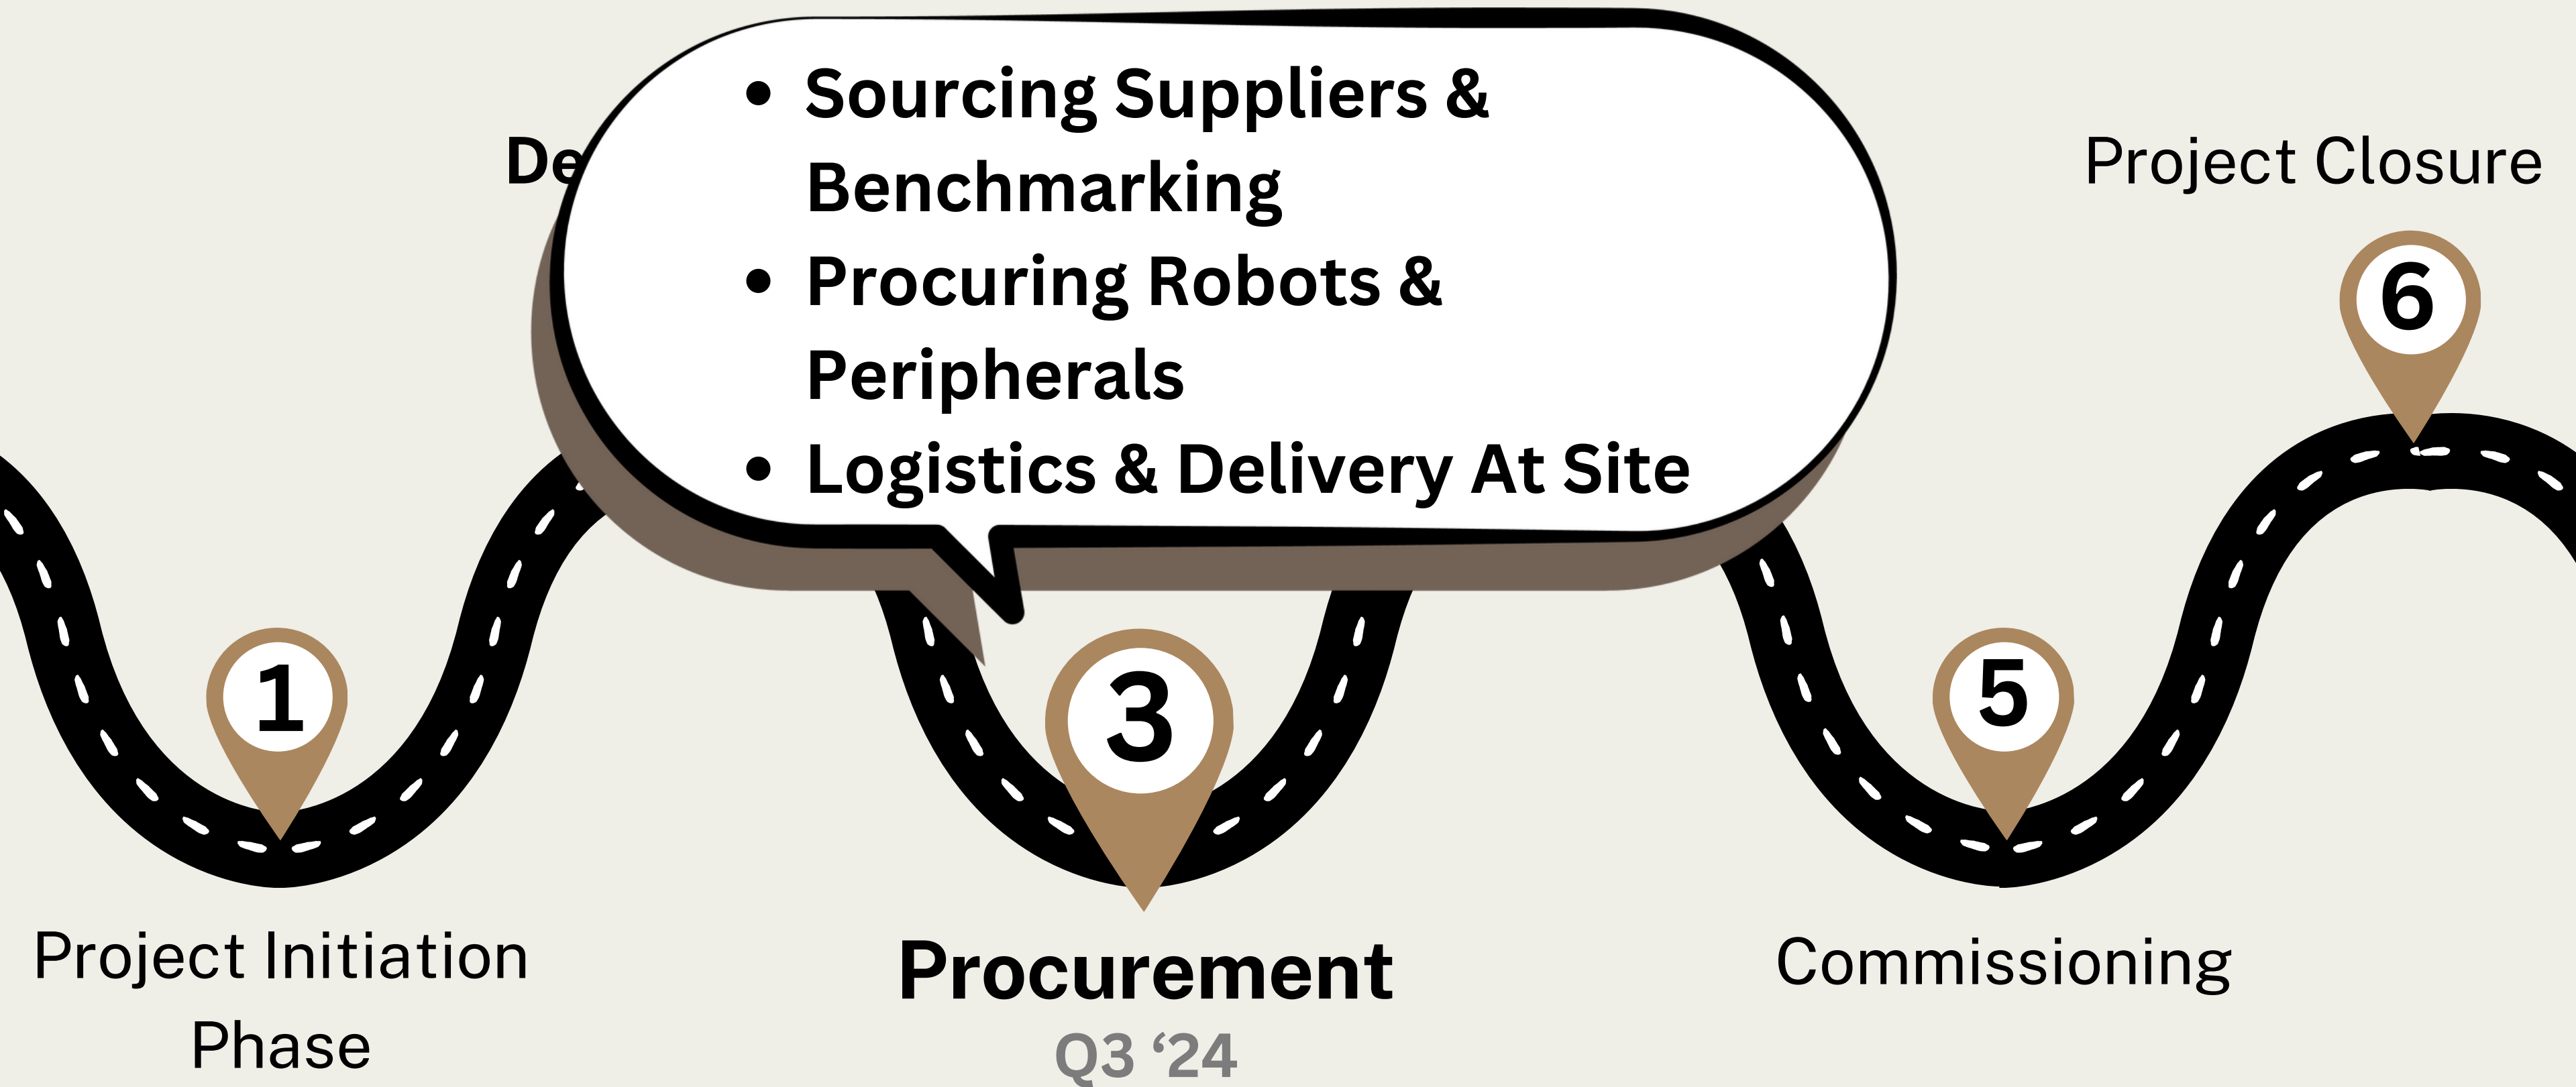 Sourcing Suppliers &
Benchmarking
Procuring Robots &
Peripherals
Logistics & Delivery At Site
Project Closure
6
1
3
5
Project Initiation
Phase
Procurement
Q3 ‘24
Commissioning